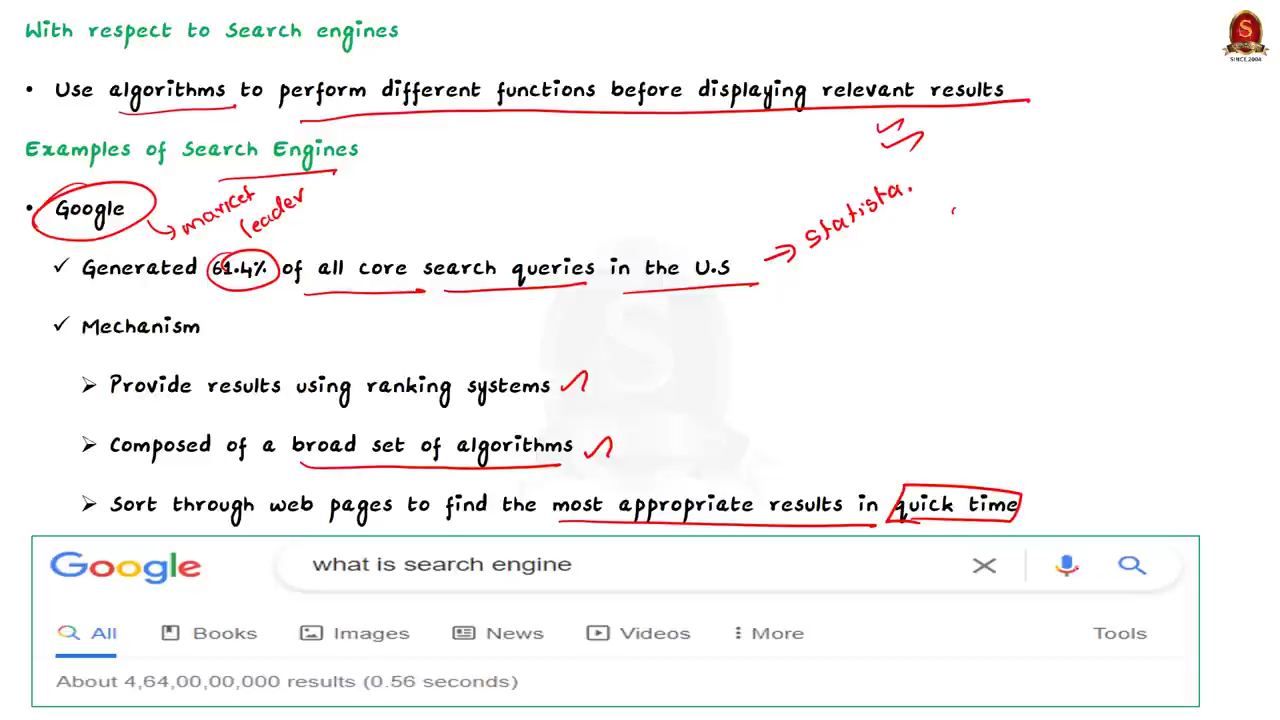 With respect to Search engines
S
SINCE 2004
• Use algorithms to perform different functions before displaying relevant results
Examples of Search Engines
• Google
market
leader
statista.
✓ Generated 61.4% of all core search queries in the U.S
✓ Mechanism
➢ Provide results using ranking systems
➢ Composed of a broad set of algorithms
➢ Sort through web pages to find the most appropriate results in quick time
Google what is search engine
All Books Images News Videos More Tools
About 4,64,00,00,000 results (0.56 seconds)